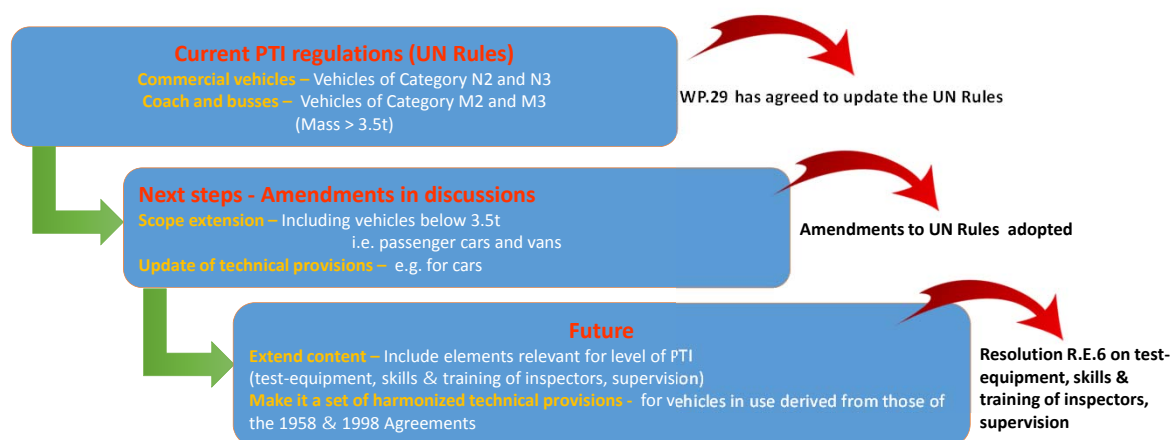 Current PTI regulations (UN Rules)
Commercial vehicles – Vehicles of Category N2 and N3
Coach and busses – Vehicles of Category M2 and M3
(Mass > 3.5t)
WP.29 has agreed to update the UN Rules
Next steps - Amendments in discussions
Scope extension – Including vehicles below 3.5t
i.e. passenger cars and vans
Update of technical provisions – e.g. for cars
Amendments to UN Rules adopted
Future
Extend content – Include elements relevant for level of PTI
(test-equipment, skills & training of inspectors, supervision)
Make it a set of harmonized technical provisions - for vehicles in use derived from those of
the 1958 & 1998 Agreements
Resolution R.E.6 on test-
equipment, skills &
training of inspectors,
supervision